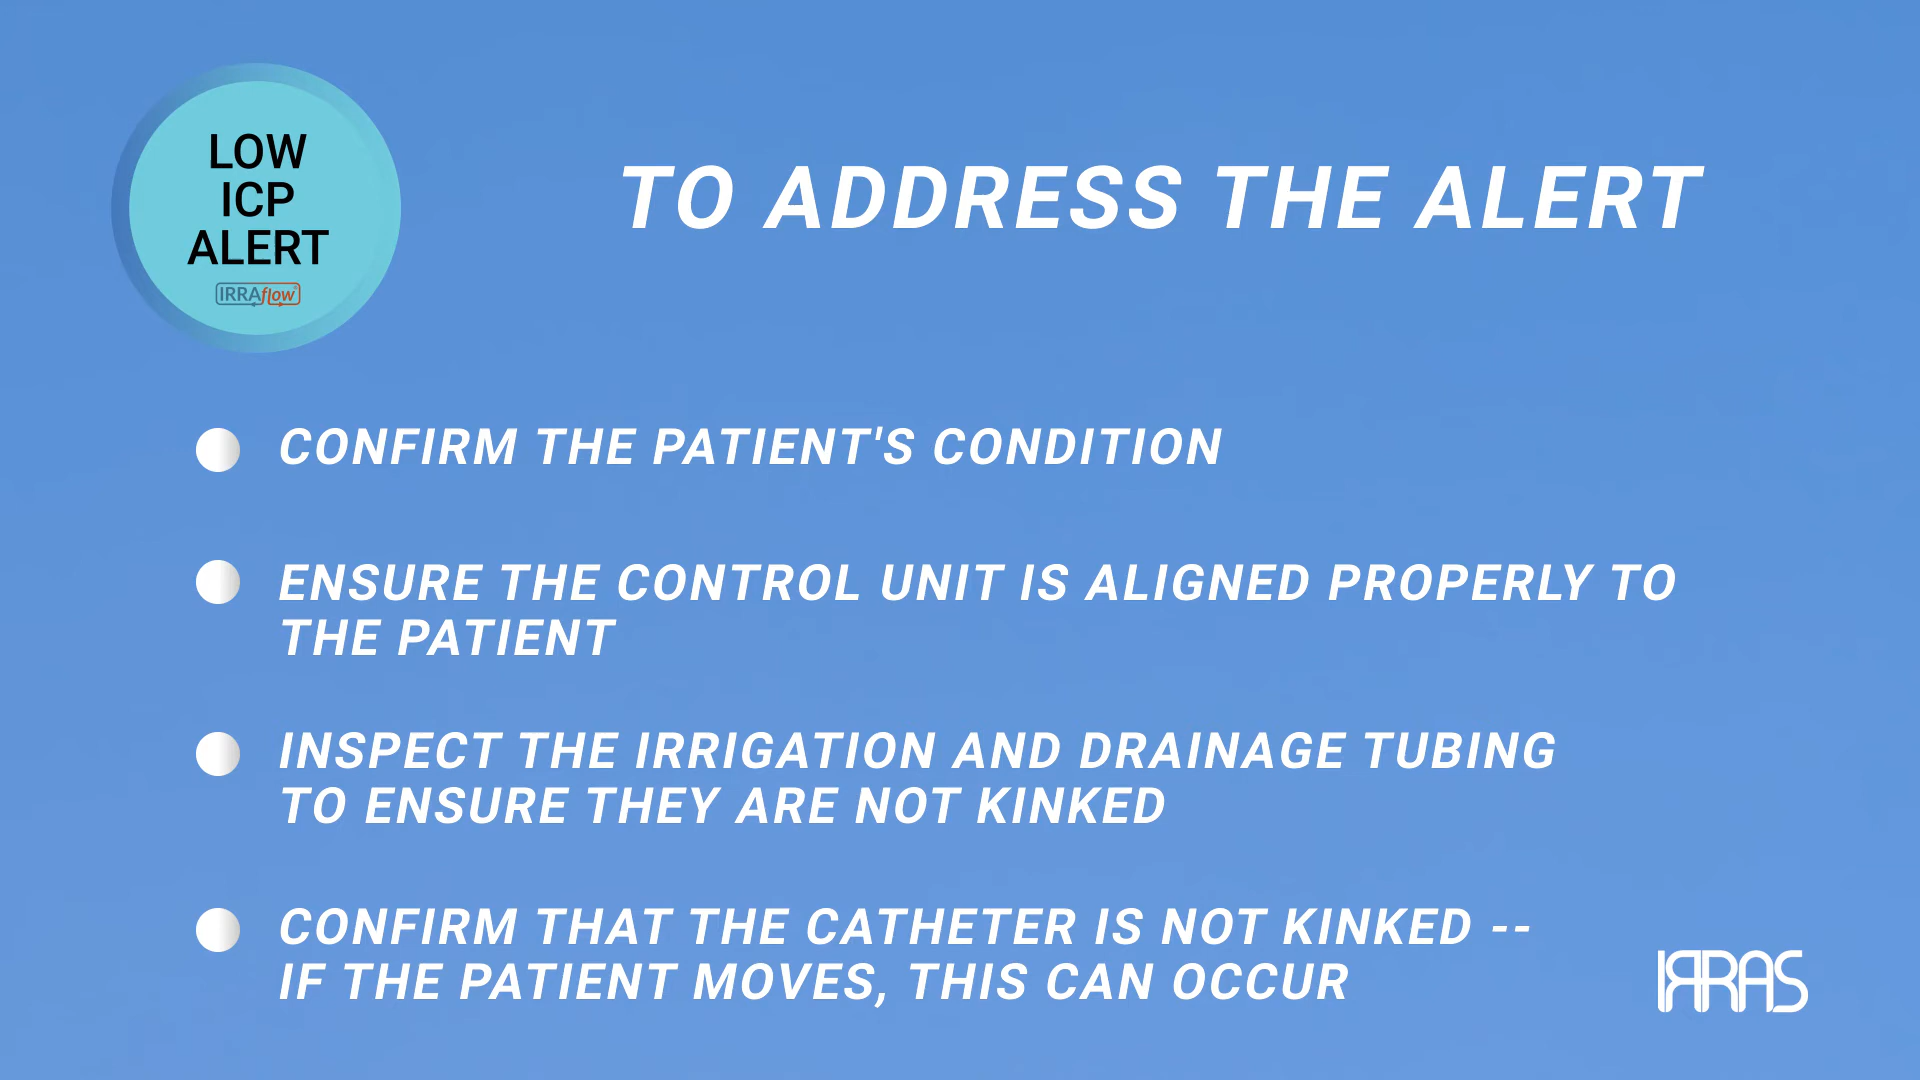 LOW
ICP
ALERT
IRRAflow
TO ADDRESS THE ALERT
CONFIRM THE PATIENT'S CONDITION
ENSURE THE CONTROL UNIT IS ALIGNED PROPERLY TO
THE PATIENT
INSPECT THE IRRIGATION AND DRAINAGE TUBING
TO ENSURE THEY ARE NOT KINKED
CONFIRM THAT THE CATHETER IS NOT KINKED --
IF THE PATIENT MOVES, THIS CAN OCCUR
IRRAS